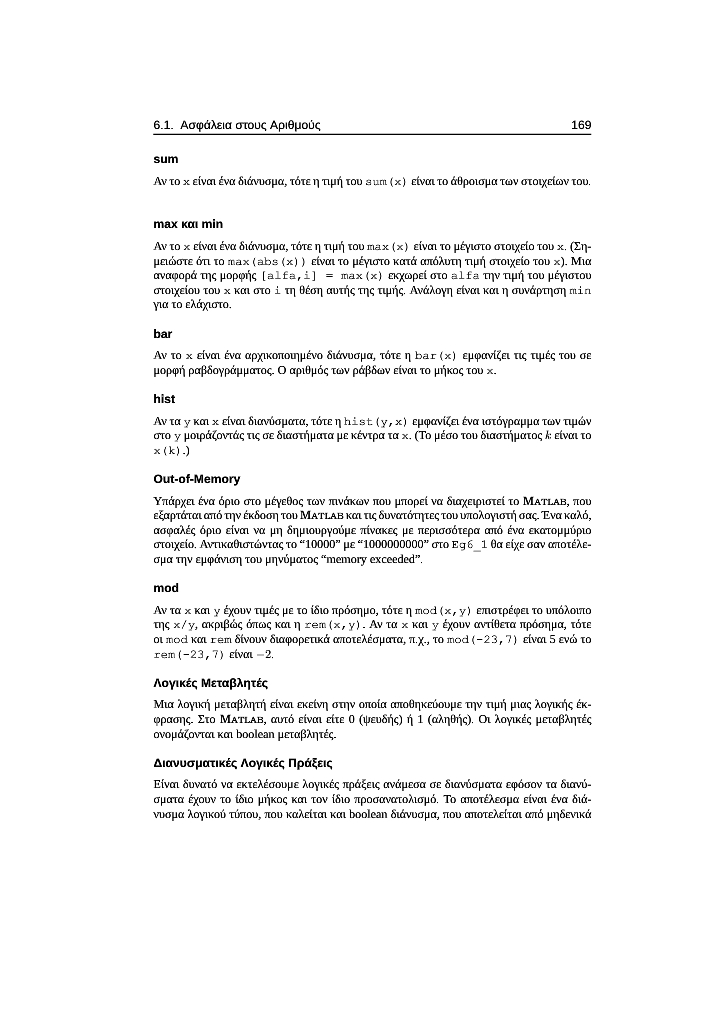 6.1. Ασφάλεια στους Αριθμούς 169
sum
Αν το x είναι ένα διάνυσμα, τότε η τιμή του sum(x) είναι το άθροισμα των στοιχείων του.
max και min
Αν το x είναι ένα διάνυσμα, τότε η τιμή του max(x) είναι το μέγιστο στοιχείο του x. (Ση-
μειώστε ότι το max(abs(x)) είναι το μέγιστο κατά απόλυτη τιμή στοιχείο του x). Μια
αναφορά της μορφής [alfa,i] = max(x) εκχωρεί στο alfa την τιμή του μέγιστου
στοιχείου του x και στο i τη θέση αυτής της τιμής. Ανάλογη είναι και η συνάρτηση min
για το ελάχιστο.
bar
Αν το x είναι ένα αρχικοποιημένο διάνυσμα, τότε η bar(x) εμφανίζει τις τιμές του σε
μορφή ραβδογράμματος. Ο αριθμός των ράβδων είναι το μήκος του x.
hist
Αν τα y και x είναι διανύσματα, τότε η hist(y,x) εμφανίζει ένα ιστόγραμμα των τιμών
στο y μοιράζοντάς τις σε διαστήματα με κέντρα τα x. (Το μέσο του διαστήματος k είναι το
x(k).)
Out-of-Memory
Υπάρχει ένα όριο στο μέγεθος των πινάκων που μπορεί να διαχειριστεί το MATLAB, που
εξαρτάται από την έκδοση του MATLAB και τις δυνατότητες του υπολογιστή σας. Ένα καλό,
ασφαλές όριο είναι να μη δημιουργούμε πίνακες με περισσότερα από ένα εκατομμύριο
στοιχείο. Αντικαθιστώντας το “10000” με “1000000000” στο Eg6_1 θα είχε σαν αποτέλε-
σμα την εμφάνιση του μηνύματος “memory exceeded”.
mod
Αν τα x και y έχουν τιμές με το ίδιο πρόσημο, τότε η mod(x,y) επιστρέφει το υπόλοιπο
της x/y, ακριβώς όπως και η rem(x,y). Αν τα x και y έχουν αντίθετα πρόσημα, τότε
οι mod και rem δίνουν διαφορετικά αποτελέσματα, π.χ., το mod(-23,7) είναι 5 ενώ το
rem(-23,7) είναι −2.
Λογικές Μεταβλητές
Μια λογική μεταβλητή είναι εκείνη στην οποία αποθηκεύουμε την τιμή μιας λογικής έκ-
φρασης. Στο MATLAB, αυτό είναι είτε 0 (ψευδής) ή 1 (αληθής). Οι λογικές μεταβλητές
ονομάζονται και boolean μεταβλητές.
Διανυσματικές Λογικές Πράξεις
Είναι δυνατό να εκτελέσουμε λογικές πράξεις ανάμεσα σε διανύσματα εφόσον τα διανύ-
σματα έχουν το ίδιο μήκος και τον ίδιο προσανατολισμό. Το αποτέλεσμα είναι ένα διά-
νυσμα λογικού τύπου, που καλείται και boolean διάνυσμα, που αποτελείται από μηδενικά